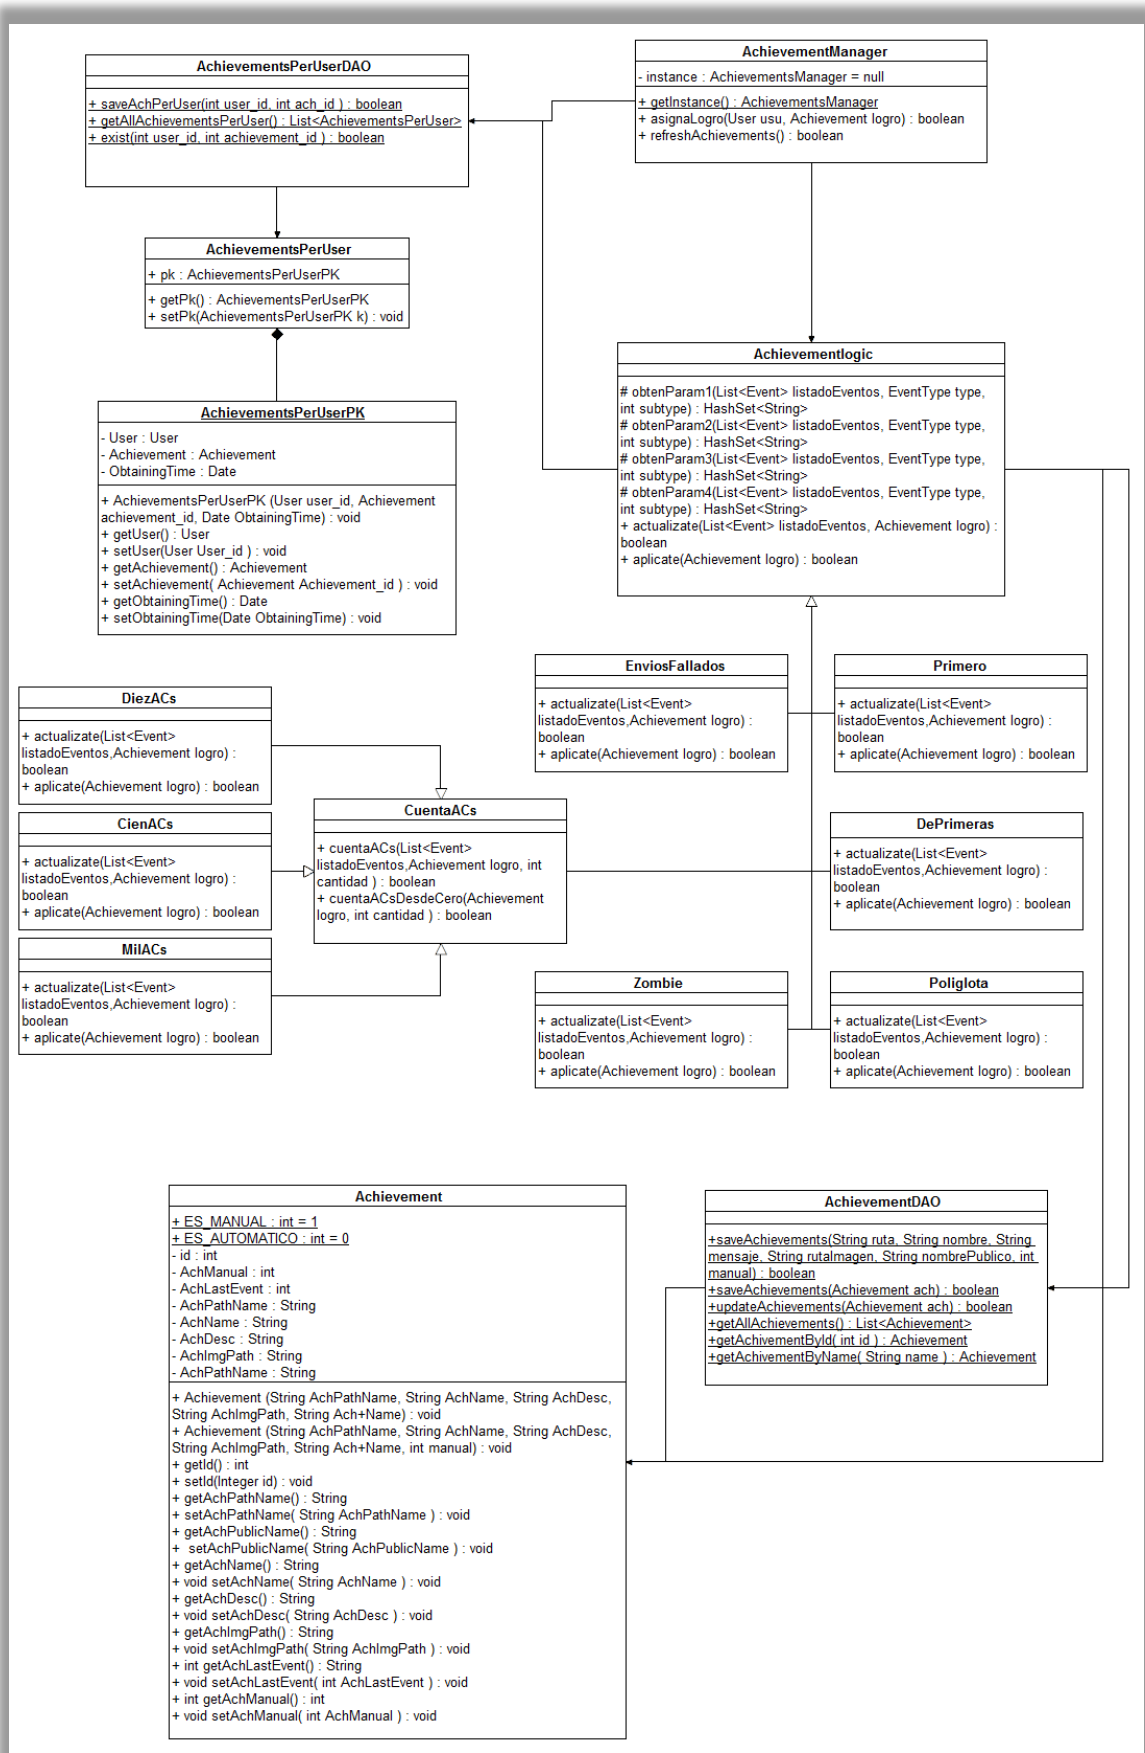 AchievementsPerUserDAO
+ saveAchPerUser(int user_id, int ach_id ) : boolean
+ getAllAchievementsPerUser() : List<AchievementsPerUser>
+ exist(int user_id, int achievement_id ) : boolean
AchievementManager
- instance : AchievementsManager = null
+ getInstance() : AchievementsManager
+ asignaLogro(User usu, Achievement logro) : boolean
+ refreshAchievements() : boolean
AchievementsPerUser
+ pk : AchievementsPerUserPK
+ getPk() : AchievementsPerUserPK
+ setPk(AchievementsPerUserPK k) : void
Achievementlogic
# obtenParam1(List<Event> listadoEventos, EventType type,
int subtype) : HashSet<String>
# obtenParam2(List<Event> listadoEventos, EventType type,
int subtype) : HashSet<String>
# obtenParam3(List<Event> listadoEventos, EventType type,
int subtype) : HashSet<String>
# obtenParam4(List<Event> listadoEventos, EventType type,
int subtype) : HashSet<String>
+ actualizate(List<Event> listadoEventos, Achievement logro) :
boolean
+ aplicate(Achievement logro) : boolean
AchievementsPerUserPK
- User : User
- Achievement : Achievement
- ObtainingTime : Date
+ AchievementsPerUserPK (User user_id, Achievement
achievement_id, Date ObtainingTime) : void
+ getUser() : User
+ setUser(User User_id ) : void
+ getAchievement() : Achievement
+ setAchievement( Achievement Achievement_id ) : void
+ getObtainingTime() : Date
+ setObtainingTime(Date ObtainingTime) : void
EnviosFallados
+ actualizate(List<Event>
listadoEventos,Achievement logro) :
boolean
+ aplicate(Achievement logro) : boolean
Primero
+ actualizate(List<Event>
listadoEventos,Achievement logro) :
boolean
+ aplicate(Achievement logro) : boolean
DiezACs
+ actualizate(List<Event>
listadoEventos,Achievement logro) :
boolean
+ aplicate(Achievement logro) : boolean
CuentaACs
+ cuentaACs(List<Event>
listadoEventos,Achievement logro, int
cantidad ) : boolean
+ cuentaACsDesdeCero(Achievement
logro, int cantidad ) : boolean
CienACs
+ actualizate(List<Event>
listadoEventos,Achievement logro) :
boolean
+ aplicate(Achievement logro) : boolean
DePrimeras
+ actualizate(List<Event>
listadoEventos,Achievement logro) :
boolean
+ aplicate(Achievement logro) : boolean
MilACs
+ actualizate(List<Event>
listadoEventos,Achievement logro) :
boolean
+ aplicate(Achievement logro) : boolean
Zombie
+ actualizate(List<Event>
listadoEventos,Achievement logro) :
boolean
+ aplicate(Achievement logro) : boolean
Poliglota
+ actualizate(List<Event>
listadoEventos,Achievement logro) :
boolean
+ aplicate(Achievement logro) : boolean
Achievement
+ ES_MANUAL : int = 1
+ ES_AUTOMATICO : int = 0
- id : int
- AchManual : int
- AchLastEvent : int
- AchPathName : String
- AchName : String
- AchDesc : String
- AchImgPath : String
- AchPathName : String
+ Achievement (String AchPathName, String AchName, String AchDesc,
String AchImgPath, String Ach+Name) : void
+ Achievement (String AchPathName, String AchName, String AchDesc,
String AchImgPath, String Ach+Name, int manual) : void
+ getId() : int
+ setId(Integer id) : void
+ getAchPathName() : String
+ setAchPathName( String AchPathName ) : void
+ getAchPublicName() : String
+ setAchPublicName( String AchPublicName ) : void
+ getAchName() : String
+ void setAchName( String AchName ) : void
+ getAchDesc() : String
+ void setAchDesc( String AchDesc ) : void
+ getAchImgPath() : String
+ void setAchImgPath( String AchImgPath ) : void
+ int getAchLastEvent() : String
+ void setAchLastEvent( int AchLastEvent ) : void
+ int getAchManual() : int
+ void setAchManual( int AchManual ) : void
AchievementDAO
+saveAchievements(String ruta, String nombre, String
mensaje, String rutaImagen, String nombrePublico, int
manual) : boolean
+saveAchievements(Achievement ach) : boolean
+updateAchievements(Achievement ach) : boolean
+getAllAchievements() : List<Achievement>
+getAchivementById( int id ) : Achievement
+getAchivementByName( String name ) : Achievement